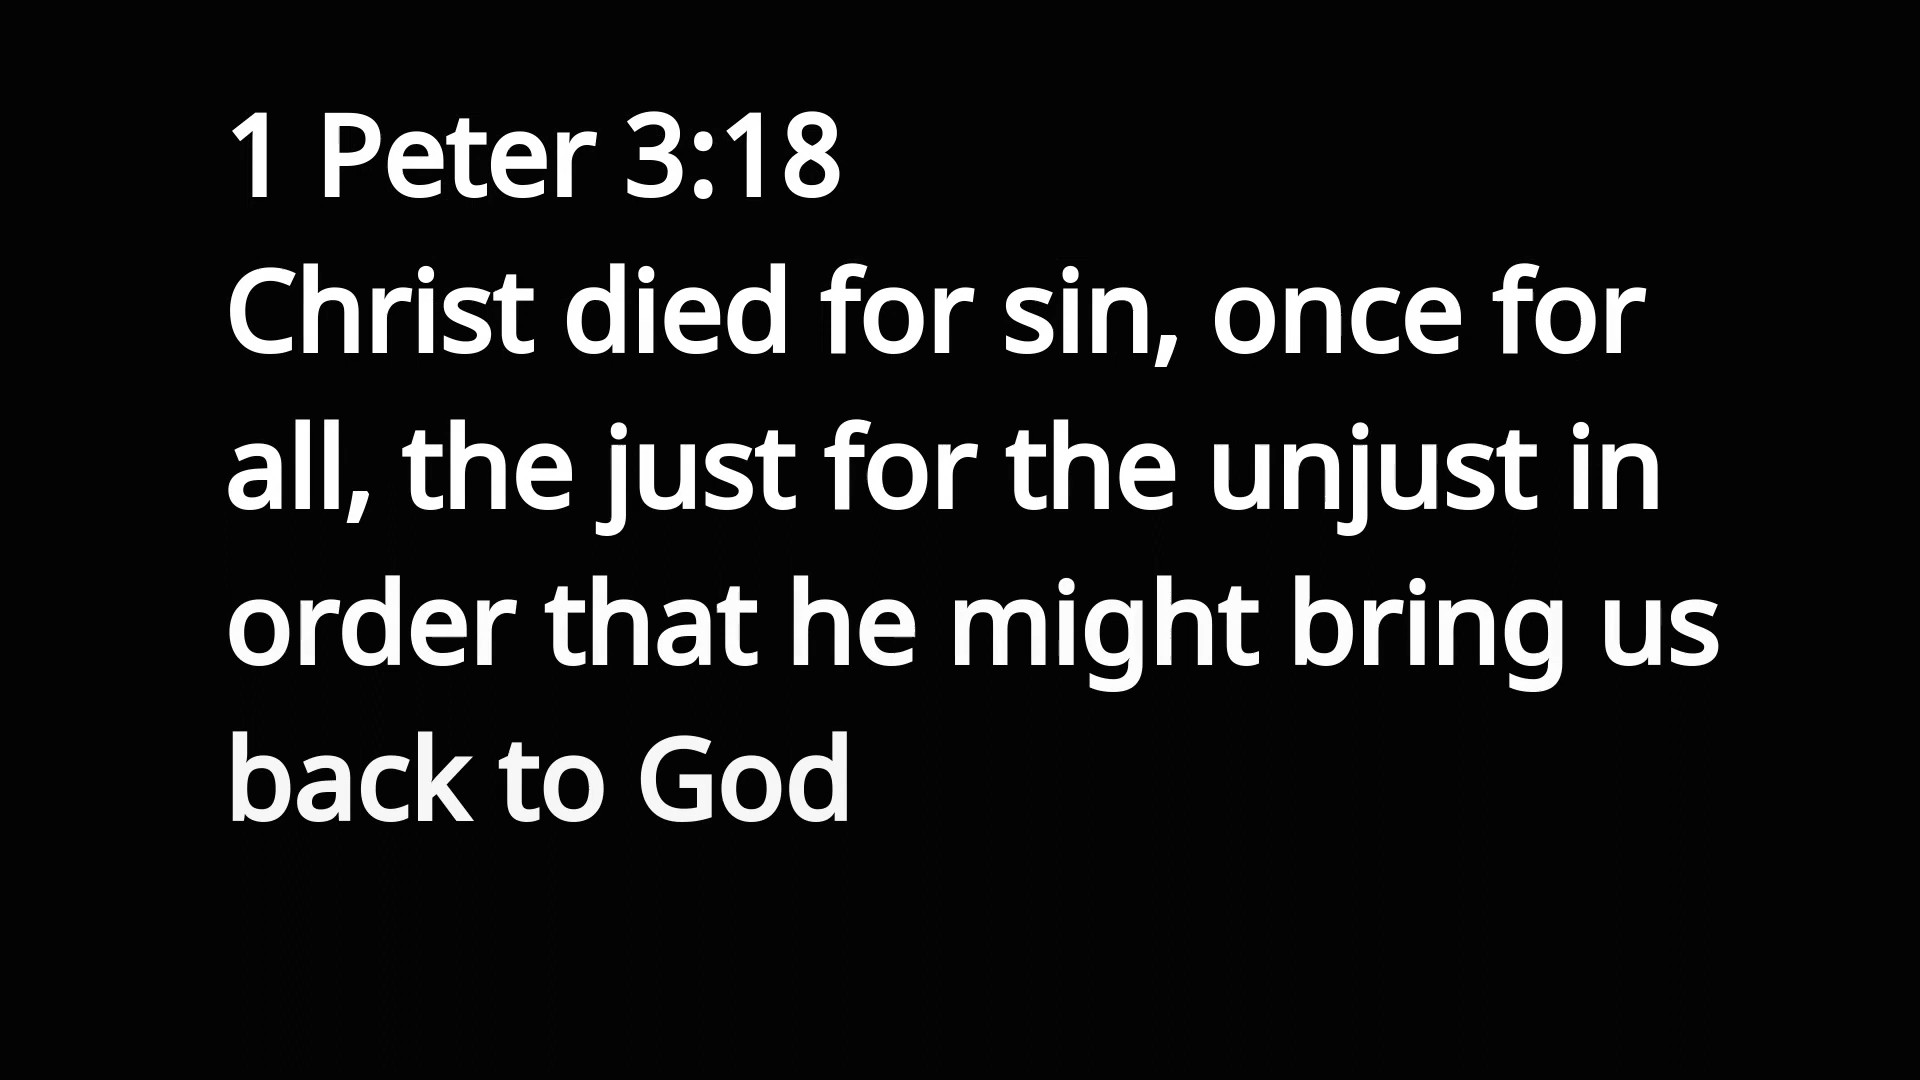 1 Peter 3:18
Christ died for sin, once for
all, the just for the unjust in
order that he might bring us
back to God